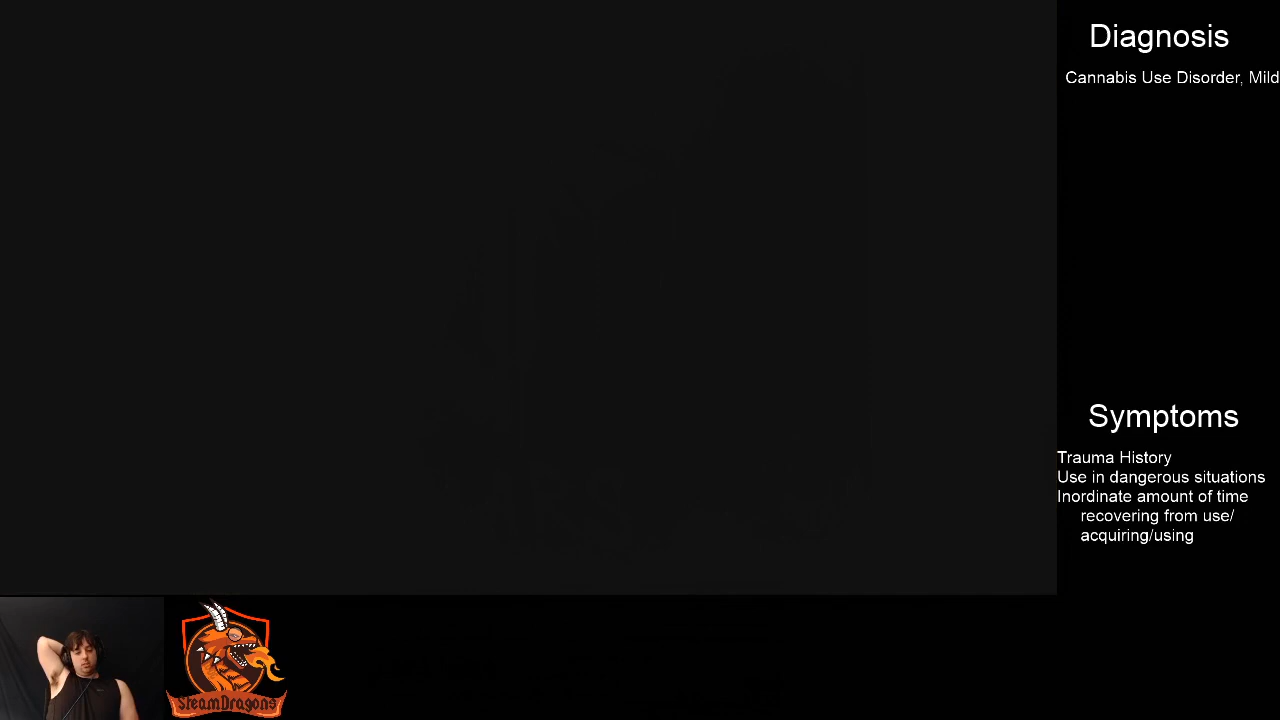 Diagnosis
Cannabis Use Disorder, Mild
Symptoms
Trauma History
Use in dangerous situations
Inordinate amount of time
recovering from use/
acquiring/using
SteamDragons